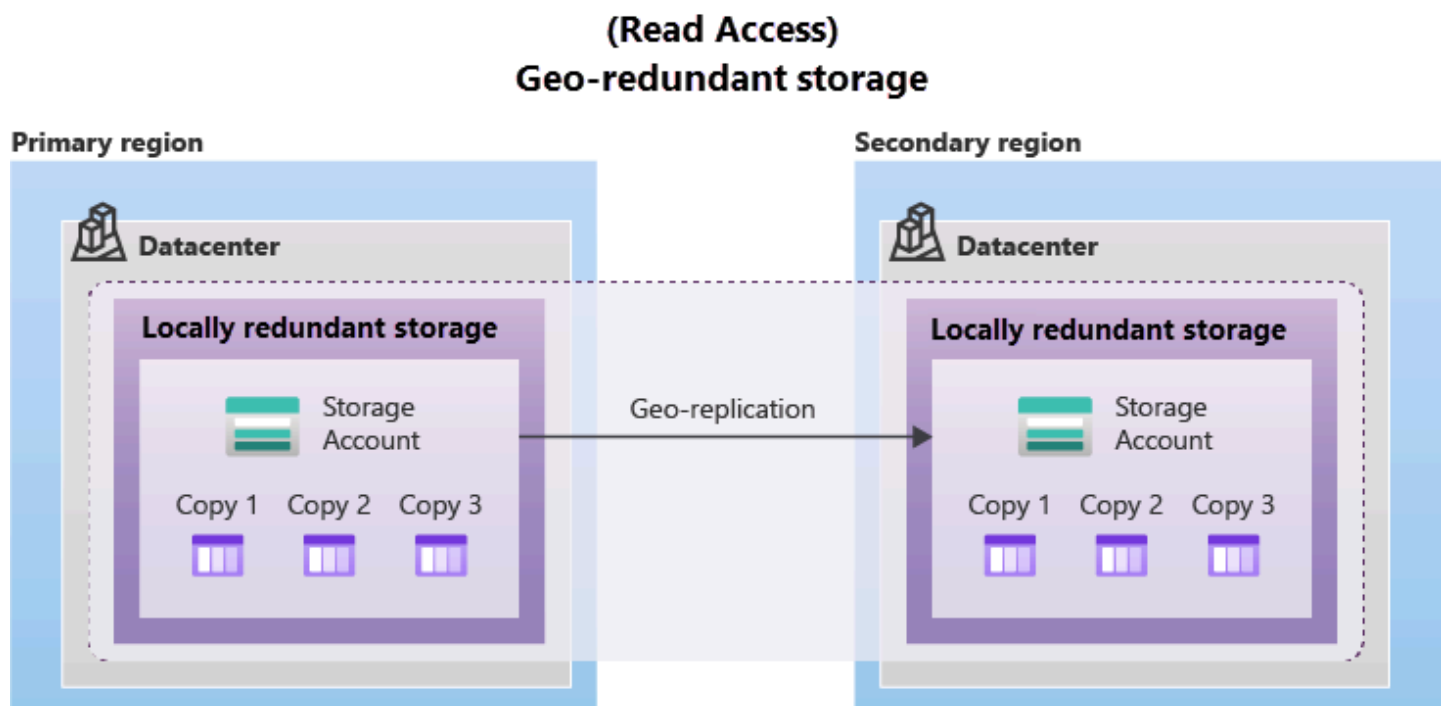 (Read Access)
Geo-redundant storage
Primary region
Secondary region
Datacenter
Datacenter
Locally redundant storage
Locally redundant storage
Storage
Account
Geo-replication
Storage
Account
Copy 1 Copy 2 Copy 3
Copy 1 Copy 2 Copy 3